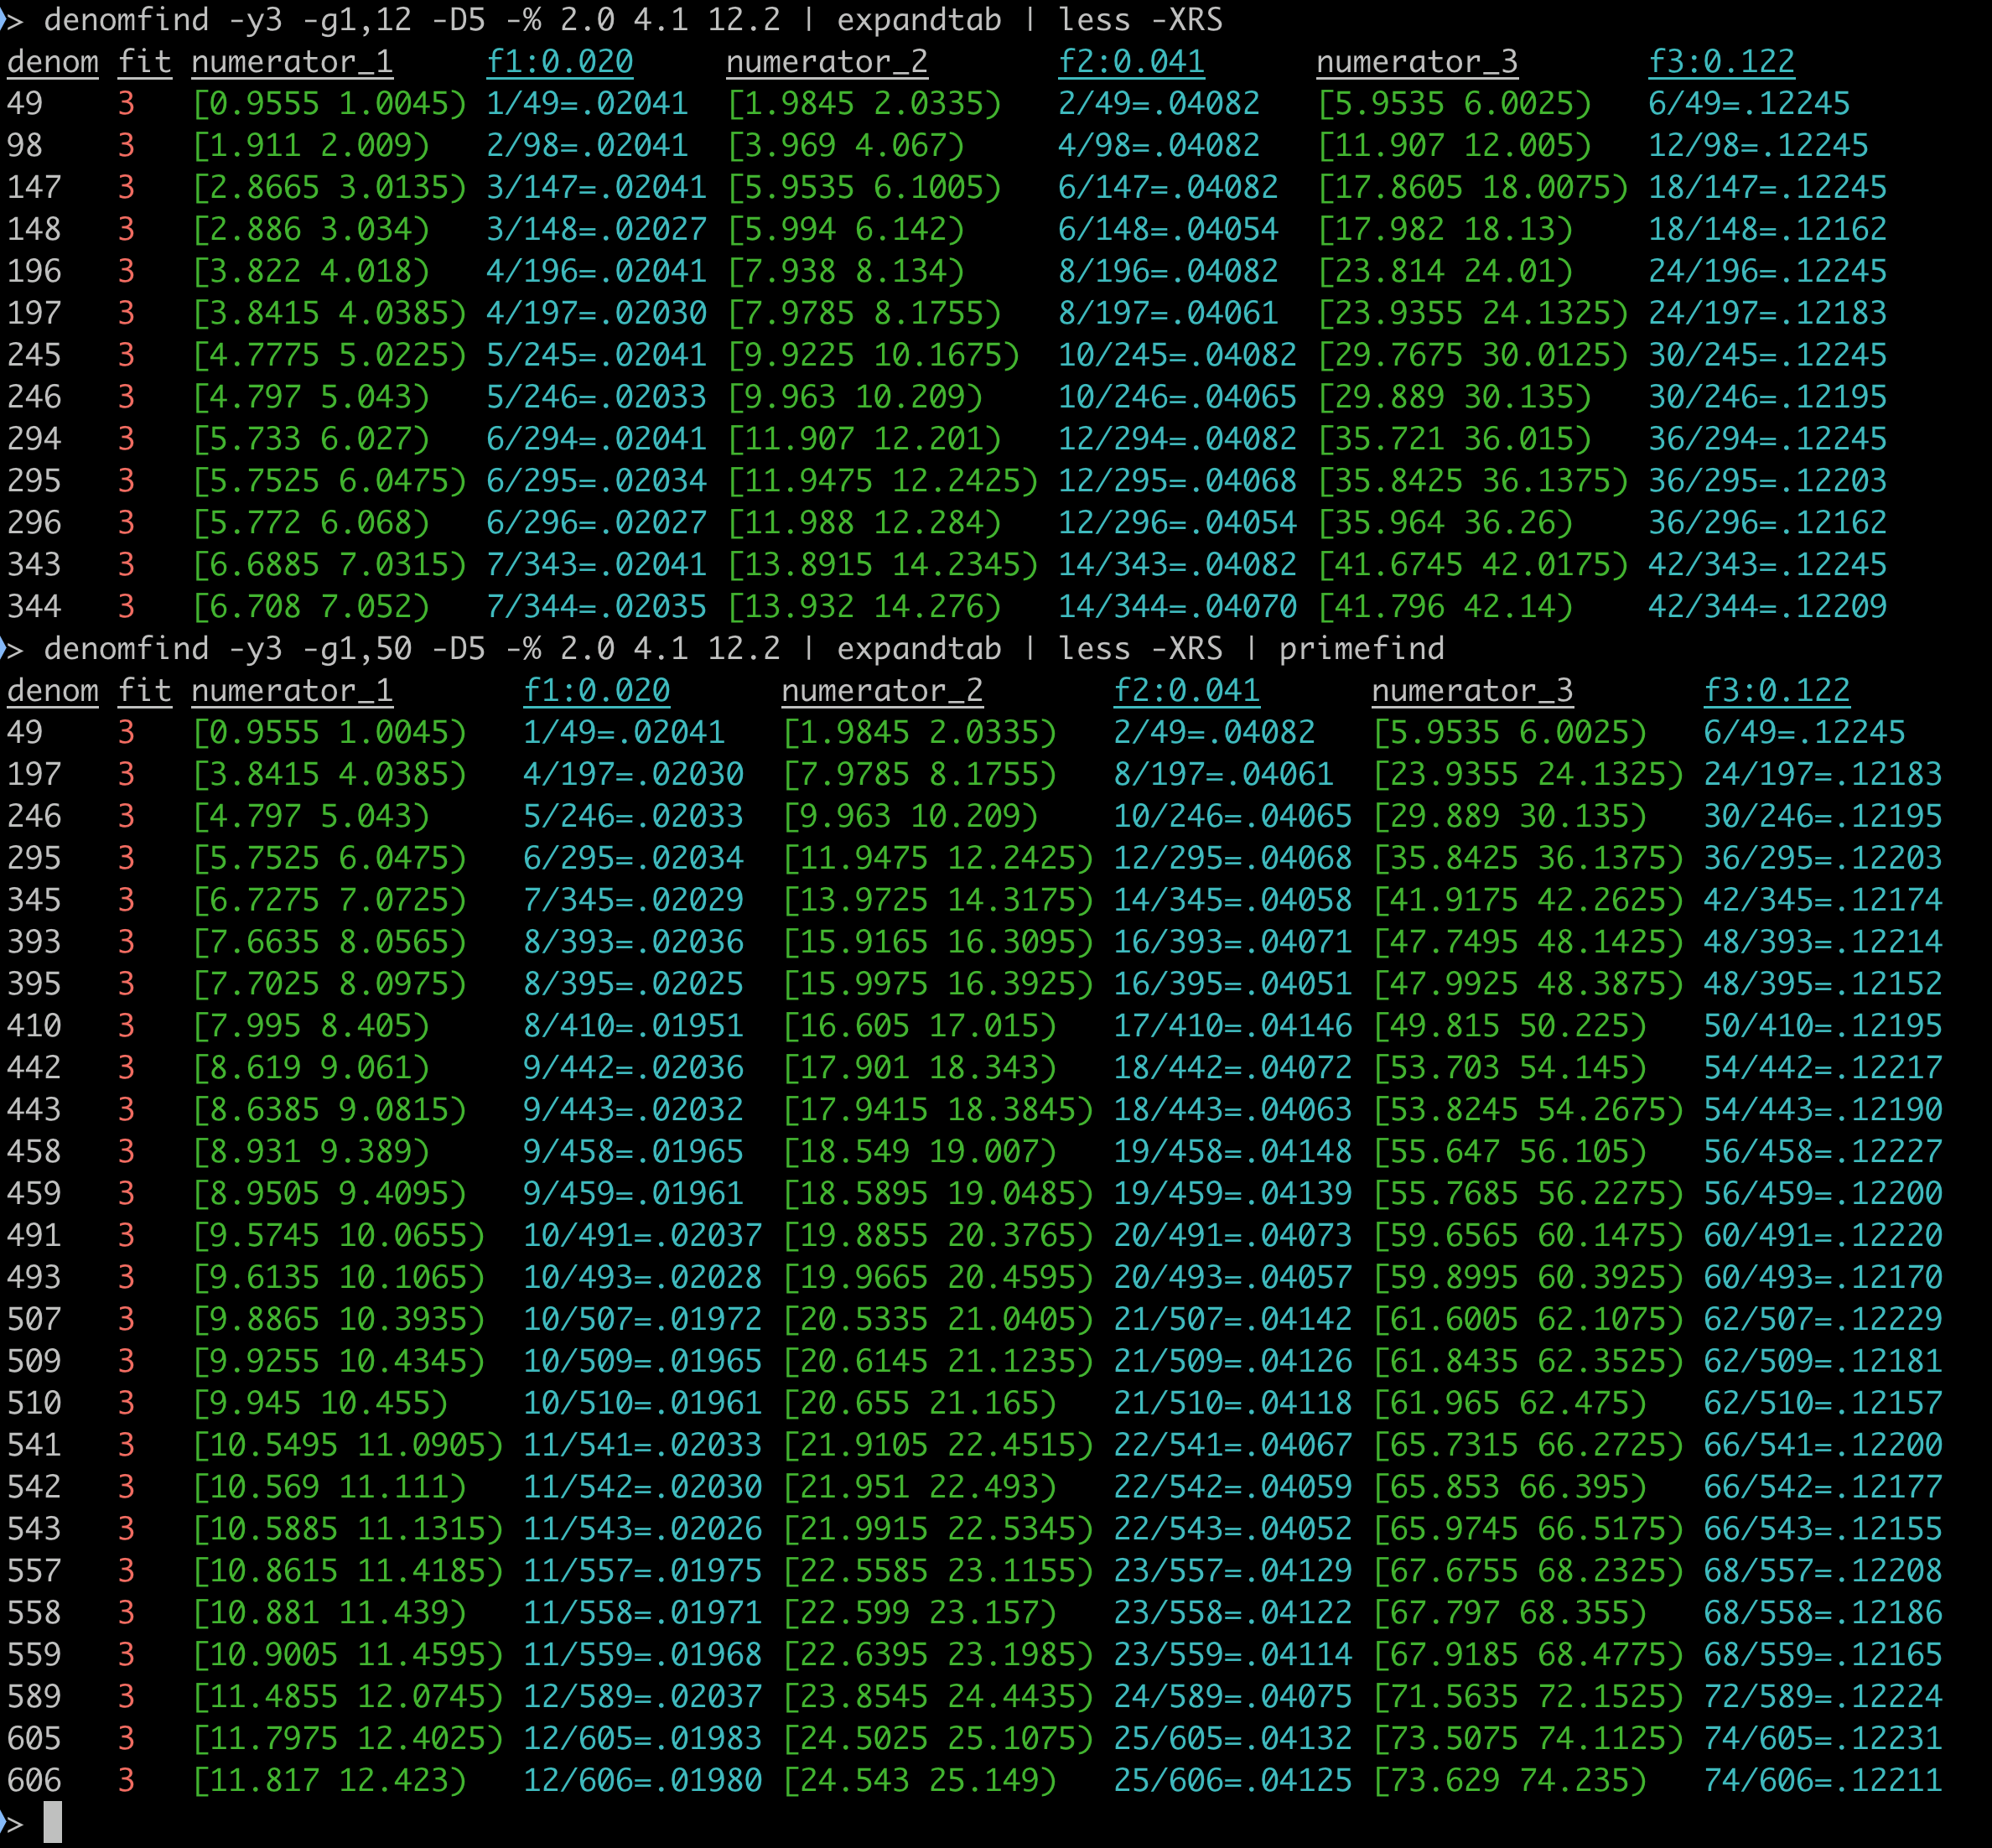 > denomfind -y3 -g1,12 -D5 -% 2.0 4.1 12.2 | expandtab | less -XRS
denom fit numerator_1 f1:0.020 numerator_2 f2:0.041 numerator_3 f3:0.122
49 3 [0.9555 1.0045) 1/49=.02041 [1.9845 2.0335) 2/49=.04082 [5.9535 6.0025) 6/49=.12245
98 3 [1.911 2.009) 2/98=.02041 [3.969 4.067) 4/98=.04082 [11.907 12.005) 12/98=.12245
147 3 [2.8665 3.0135) 3/147=.02041 [5.9535 6.1005) 6/147=.04082 [17.8605 18.0075) 18/147=.12245
148 3 [2.886 3.034) 3/148=.02027 [5.994 6.142) 6/148=.04054 [17.982 18.13) 18/148=.12162
196 3 [3.822 4.018) 4/196=.02041 [7.938 8.134) 8/196=.04082 [23.814 24.01) 24/196=.12245
197 3 [3.8415 4.0385) 4/197=.02030 [7.9785 8.1755) 8/197=.04061 [23.9355 24.1325) 24/197=.12183
245 3 [4.7775 5.0225) 5/245=.02041 [9.9225 10.1675) 10/245=.04082 [29.7675 30.0125) 30/245=.12245
246 3 [4.797 5.043) 5/246=.02033 [9.963 10.209) 10/246=.04065 [29.889 30.135) 30/246=.12195
294 3 [5.733 6.027) 6/294=.02041 [11.907 12.201) 12/294=.04082 [35.721 36.015) 36/294=.12245
295 3 [5.7525 6.0475) 6/295=.02034 [11.9475 12.2425) 12/295=.04068 [35.8425 36.1375) 36/295=.12203
296 3 [5.772 6.068) 6/296=.02027 [11.988 12.284) 12/296=.04054 [35.964 36.26) 36/296=.12162
343 3 [6.6885 7.0315) 7/343=.02041 [13.8915 14.2345) 14/343=.04082 [41.6745 42.0175) 42/343=.12245
344 3 [6.708 7.052) 7/344=.02035 [13.932 14.276) 14/344=.04070 [41.796 42.14) 42/344=.12209
> denomfind -y3 -g1,50 -D5 -% 2.0 4.1 12.2 | expandtab | less -XRS | primefind
denom fit numerator_1 f1:0.020 numerator_2 f2:0.041 numerator_3 f3:0.122
49 3 [0.9555 1.0045) 1/49=.02041 [1.9845 2.0335) 2/49=.04082 [5.9535 6.0025) 6/49=.12245
197 3 [3.8415 4.0385) 4/197=.02030 [7.9785 8.1755) 8/197=.04061 [23.9355 24.1325) 24/197=.12183
246 3 [4.797 5.043) 5/246=.02033 [9.963 10.209) 10/246=.04065 [29.889 30.135) 30/246=.12195
295 3 [5.7525 6.0475) 6/295=.02034 [11.9475 12.2425) 12/295=.04068 [35.8425 36.1375) 36/295=.12203
345 3 [6.7275 7.0725) 7/345=.02029 [13.9725 14.3175) 14/345=.04058 [41.9175 42.2625) 42/345=.12174
393 3 [7.6635 8.0565) 8/393=.02036 [15.9165 16.3095) 16/393=.04071 [47.7495 48.1425) 48/393=.12214
395 3 [7.7025 8.0975) 8/395=.02025 [15.9975 16.3925) 16/395=.04051 [47.9925 48.3875) 48/395=.12152
410 3 [7.995 8.405) 8/410=.01951 [16.605 17.015) 17/410=.04146 [49.815 50.225) 50/410=.12195
442 3 [8.619 9.061) 9/442=.02036 [17.901 18.343) 18/442=.04072 [53.703 54.145) 54/442=.12217
443 3 [8.6385 9.0815) 9/443=.02032 [17.9415 18.3845) 18/443=.04063 [53.8245 54.2675) 54/443=.12190
458 3 [8.931 9.389) 9/458=.01965 [18.549 19.007) 19/458=.04148 [55.647 56.105) 56/458=.12227
459 3 [8.9505 9.4095) 9/459=.01961 [18.5895 19.0485) 19/459=.04139 [55.7685 56.2275) 56/459=.12200
491 3 [9.5745 10.0655) 10/491=.02037 [19.8855 20.3765) 20/491=.04073 [59.6565 60.1475) 60/491=.12220
493 3 [9.6135 10.1065) 10/493=.02028 [19.9665 20.4595) 20/493=.04057 [59.8995 60.3925) 60/493=.12170
507 3 [9.8865 10.3935) 10/507=.01972 [20.5335 21.0405) 21/507=.04142 [61.6005 62.1075) 62/507=.12229
509 3 [9.9255 10.4345) 10/509=.01965 [20.6145 21.1235) 21/509=.04126 [61.8435 62.3525) 62/509=.12181
510 3 [9.945 10.455) 10/510=.01961 [20.655 21.165) 21/510=.04118 [61.965 62.475) 62/510=.12157
541 3 [10.5495 11.0905) 11/541=.02033 [21.9105 22.4515) 22/541=.04067 [65.7315 66.2725) 66/541=.12200
542 3 [10.569 11.111) 11/542=.02030 [21.951 22.493) 22/542=.04059 [65.853 66.395) 66/542=.12177
543 3 [10.5885 11.1315) 11/543=.02026 [21.9915 22.5345) 22/543=.04052 [65.9745 66.5175) 66/543=.12155
557 3 [10.8615 11.4185) 11/557=.01975 [22.5585 23.1155) 23/557=.04129 [67.6755 68.2325) 68/557=.12208
558 3 [10.881 11.439) 11/558=.01971 [22.599 23.157) 23/558=.04122 [67.797 68.355) 68/558=.12186
559 3 [10.9005 11.4595) 11/559=.01968 [22.6395 23.1985) 23/559=.04114 [67.9185 68.4775) 68/559=.12165
589 3 [11.4855 12.0745) 12/589=.02037 [23.8545 24.4435) 24/589=.04075 [71.5635 72.1525) 72/589=.12224
605 3 [11.7975 12.4025) 12/605=.01983 [24.5025 25.1075) 25/605=.04132 [73.5075 74.1125) 74/605=.12231
606 3 [11.817 12.423) 12/606=.01980 [24.543 25.149) 25/606=.04125 [73.629 74.235) 74/606=.12211
>